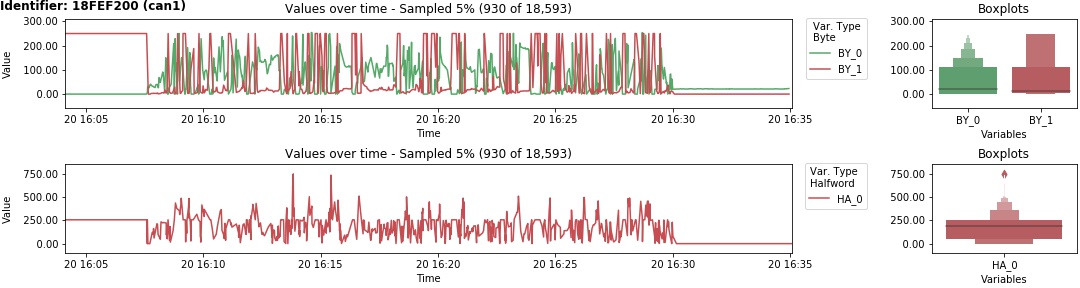 Identifier: 18FEF200 (can1)
Values over time - Sampled 5% (930 of 18,593)
Boxplots
300.00
200.00
100.00
0.00
Value
20 16:05
20 16:10
20 16:15
20 16:20
20 16:25
20 16:30
20 16:35
Time
Var. Type
Byte
BY_0
BY_1
300.00
200.00
100.00
0.00
BY_0
BY_1
Variables
Values over time - Sampled 5% (930 of 18,593)
Boxplots
750.00
500.00
250.00
0.00
Value
20 16:05
20 16:10
20 16:15
20 16:20
20 16:25
20 16:30
20 16:35
Time
Var. Type
Halfword
HA_0
750.00
500.00
250.00
0.00
HA_0
Variables